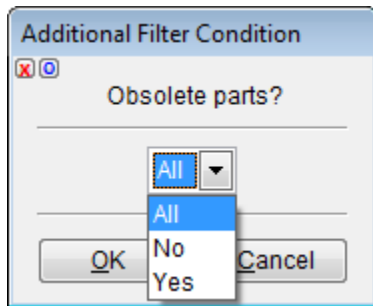 Additional Filter Condition
X O
Obsolete parts?
All
All
No
Yes
OK
Cancel